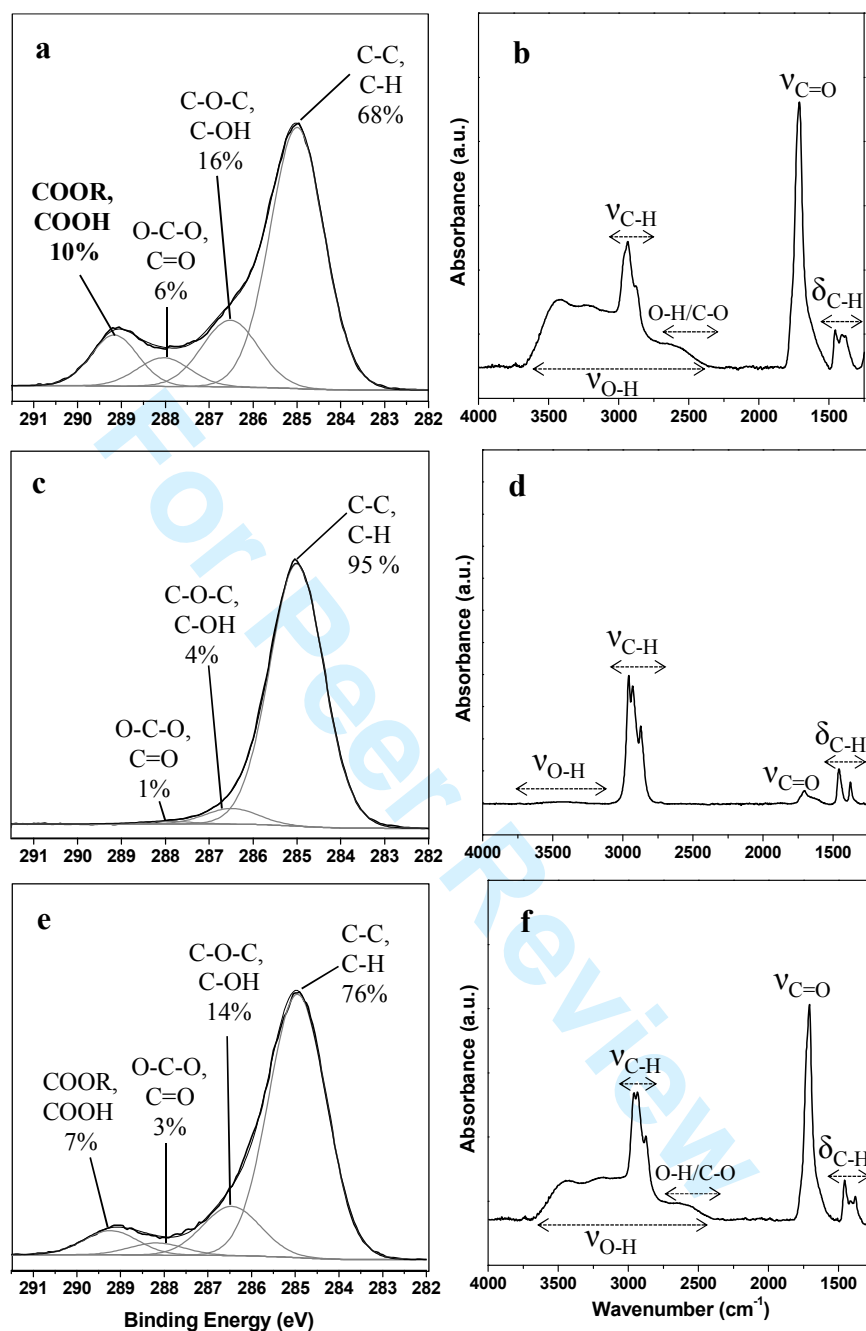 a
C-C,
C-H
68%
C-O-C,
C-OH
16%
COOR,
COOH
10%
O-C-O,
C=O
6%
291 290 289 288 287 286 285 284 283 282
b
Absorbance (a.u.)
νC=O
νC-H
O-H/C-O
δC-H
νO-H
4000 3500 3000 2500 2000 1500
c
C-C,
C-H
95 %
C-O-C,
C-OH
4%
O-C-O,
C=O
1%
291 290 289 288 287 286 285 284 283 282
d
Absorbance (a.u.)
νC-H
νO-H
νC=O
δC-H
4000 3500 3000 2500 2000 1500
e
C-C,
C-H
76%
C-O-C,
C-OH
14%
COOR,
COOH
7%
O-C-O,
C=O
3%
291 290 289 288 287 286 285 284 283 282
Binding Energy (eV)
f
Absorbance (a.u.)
νC=O
νC-H
O-H/C-O
δC-H
νO-H
4000 3500 3000 2500 2000 1500
Wavenumber (cm⁻¹)
For Peer Review